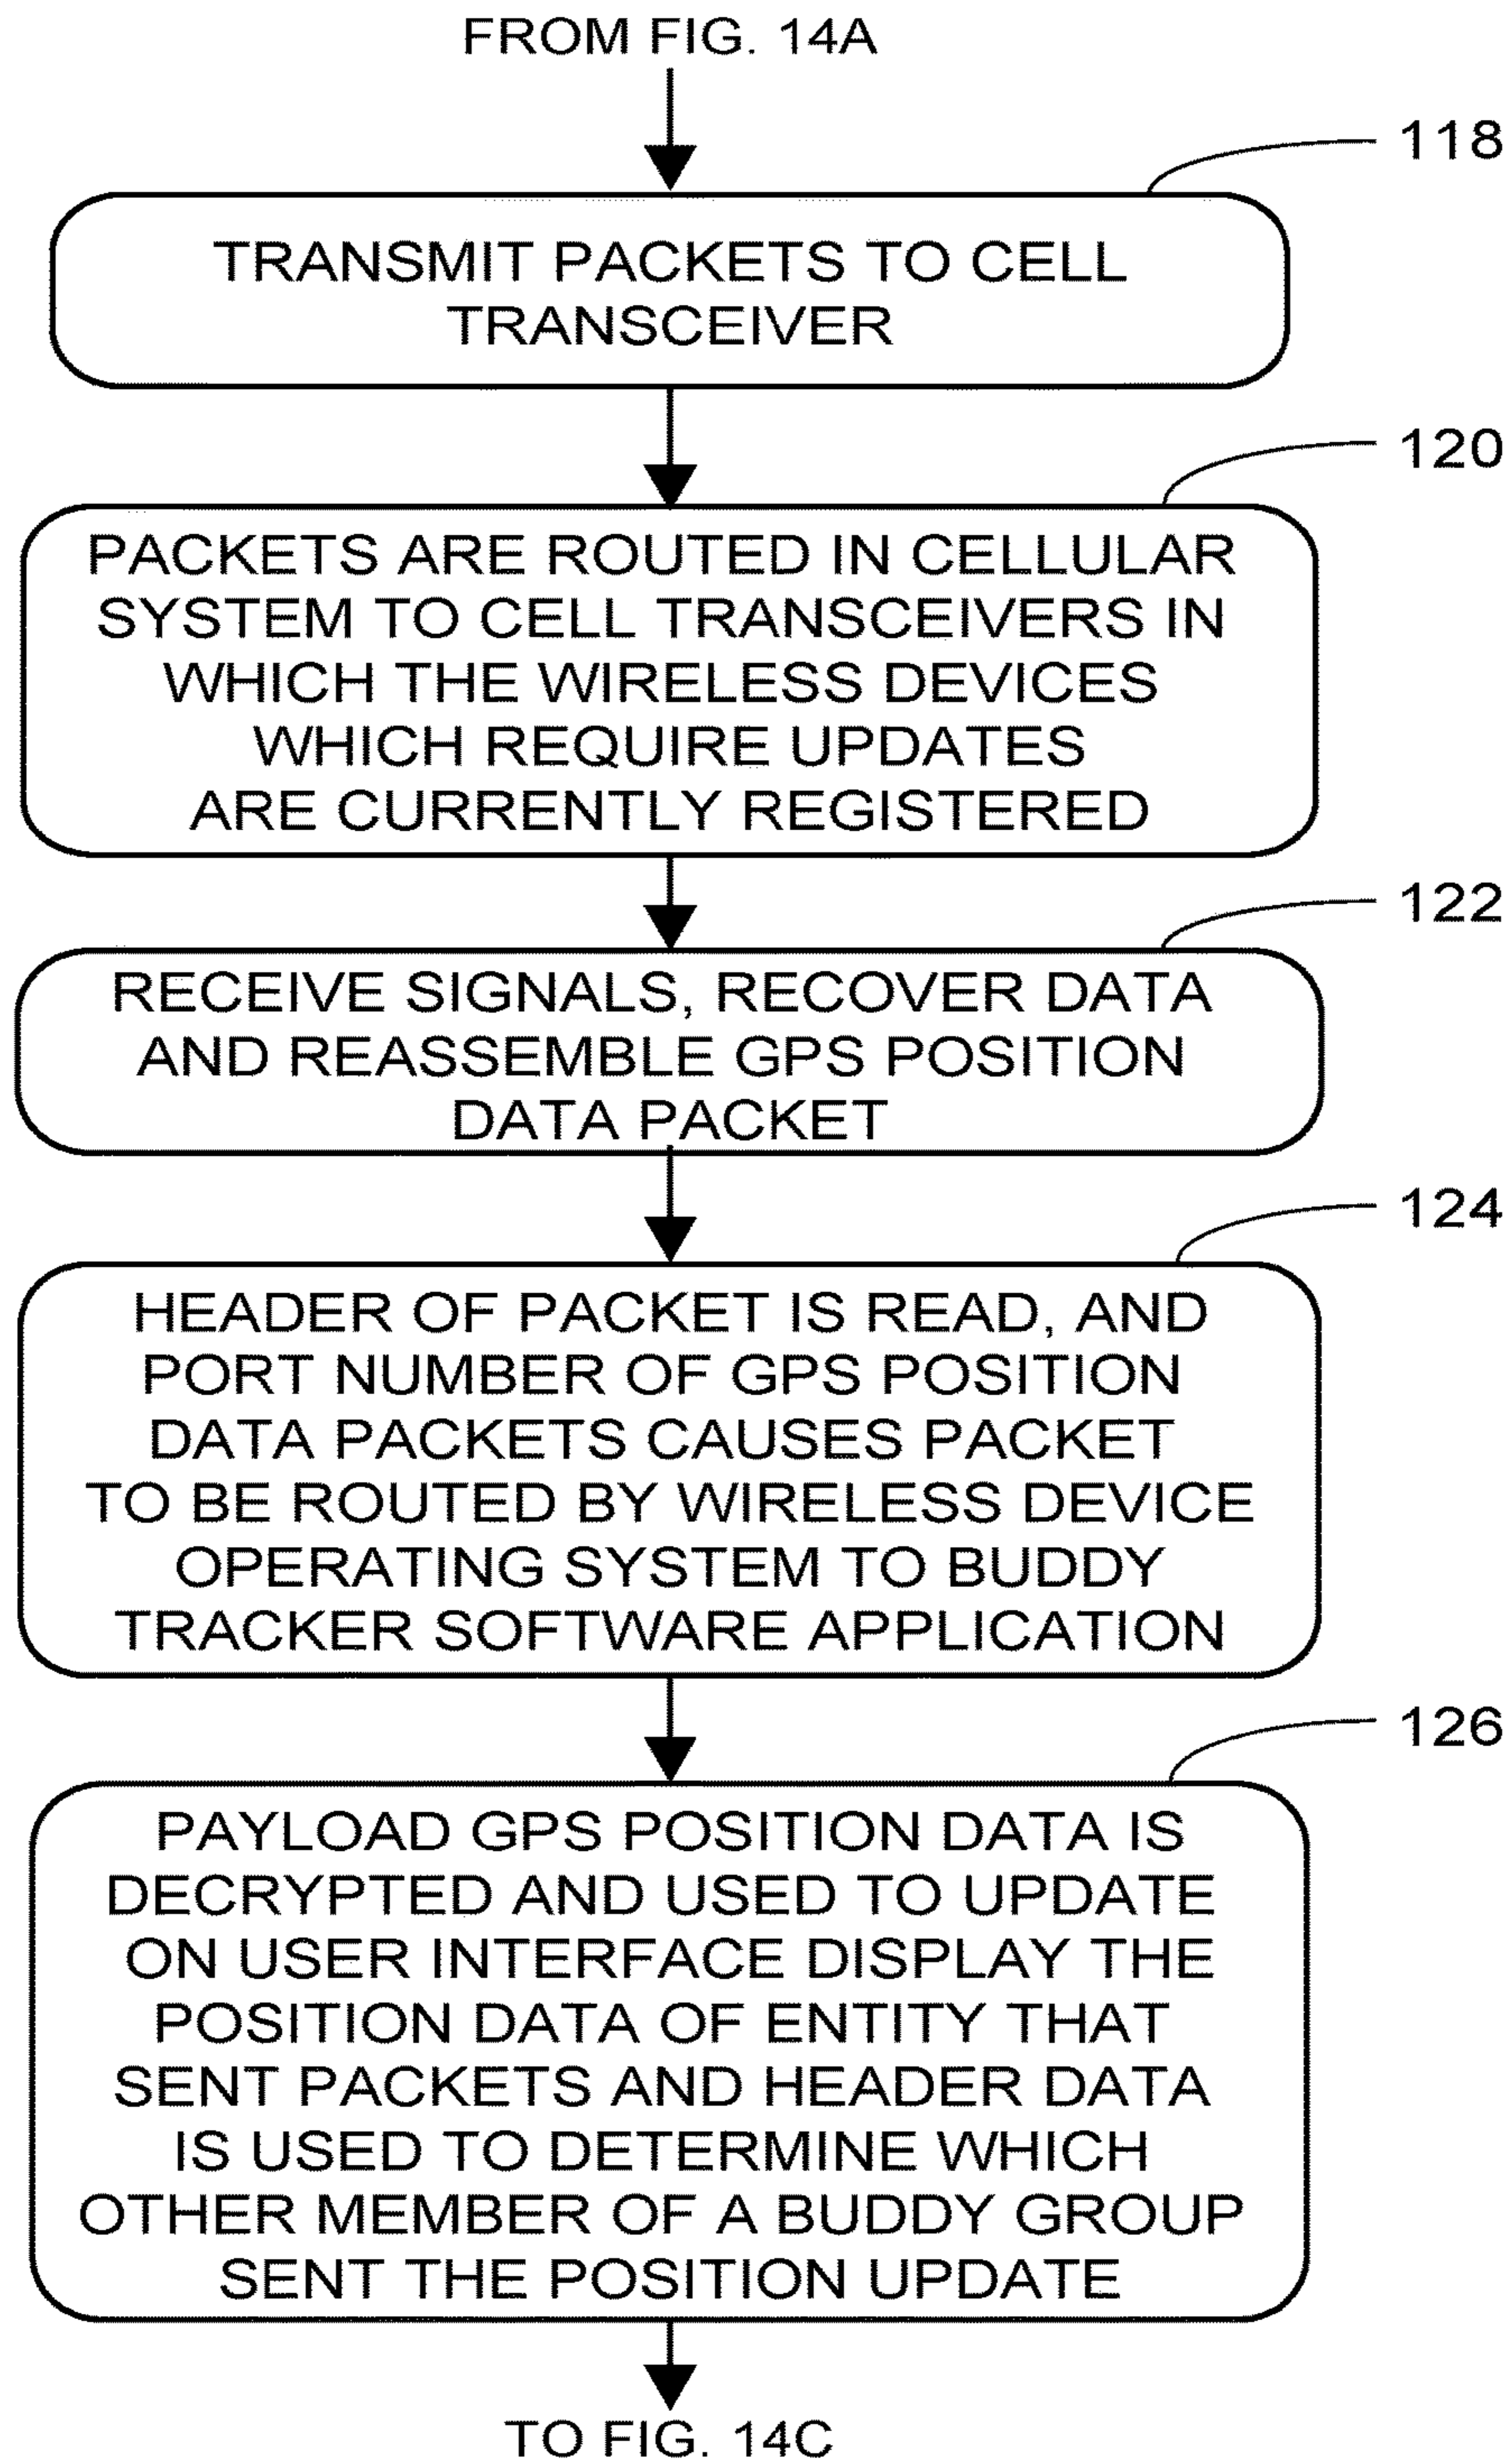 FROM FIG. 14A
118
TRANSMIT PACKETS TO CELL
TRANSCEIVER
120
PACKETS ARE ROUTED IN CELLULAR
SYSTEM TO CELL TRANSCEIVERS IN
WHICH THE WIRELESS DEVICES
WHICH REQUIRE UPDATES
ARE CURRENTLY REGISTERED
122
RECEIVE SIGNALS, RECOVER DATA
AND REASSEMBLE GPS POSITION
DATA PACKET
124
HEADER OF PACKET IS READ, AND
PORT NUMBER OF GPS POSITION
DATA PACKETS CAUSES PACKET
TO BE ROUTED BY WIRELESS DEVICE
OPERATING SYSTEM TO BUDDY
TRACKER SOFTWARE APPLICATION
126
PAYLOAD GPS POSITION DATA IS
DECRYPTED AND USED TO UPDATE
ON USER INTERFACE DISPLAY THE
POSITION DATA OF ENTITY THAT
SENT PACKETS AND HEADER DATA
IS USED TO DETERMINE WHICH
OTHER MEMBER OF A BUDDY GROUP
SENT THE POSITION UPDATE
TO FIG. 14C